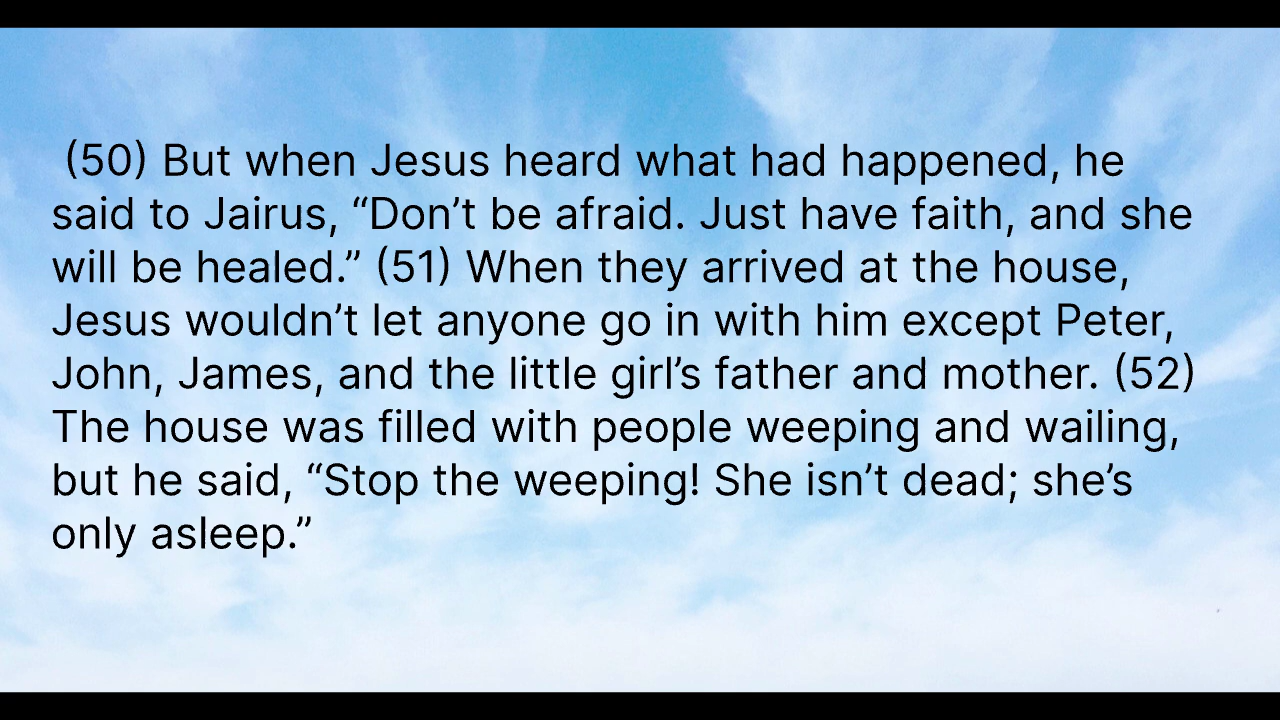 (50) But when Jesus heard what had happened, he
said to Jairus, “Don’t be afraid. Just have faith, and she
will be healed.” (51) When they arrived at the house,
Jesus wouldn’t let anyone go in with him except Peter,
John, James, and the little girl’s father and mother. (52)
The house was filled with people weeping and wailing,
but he said, “Stop the weeping! She isn’t dead; she’s
only asleep.”